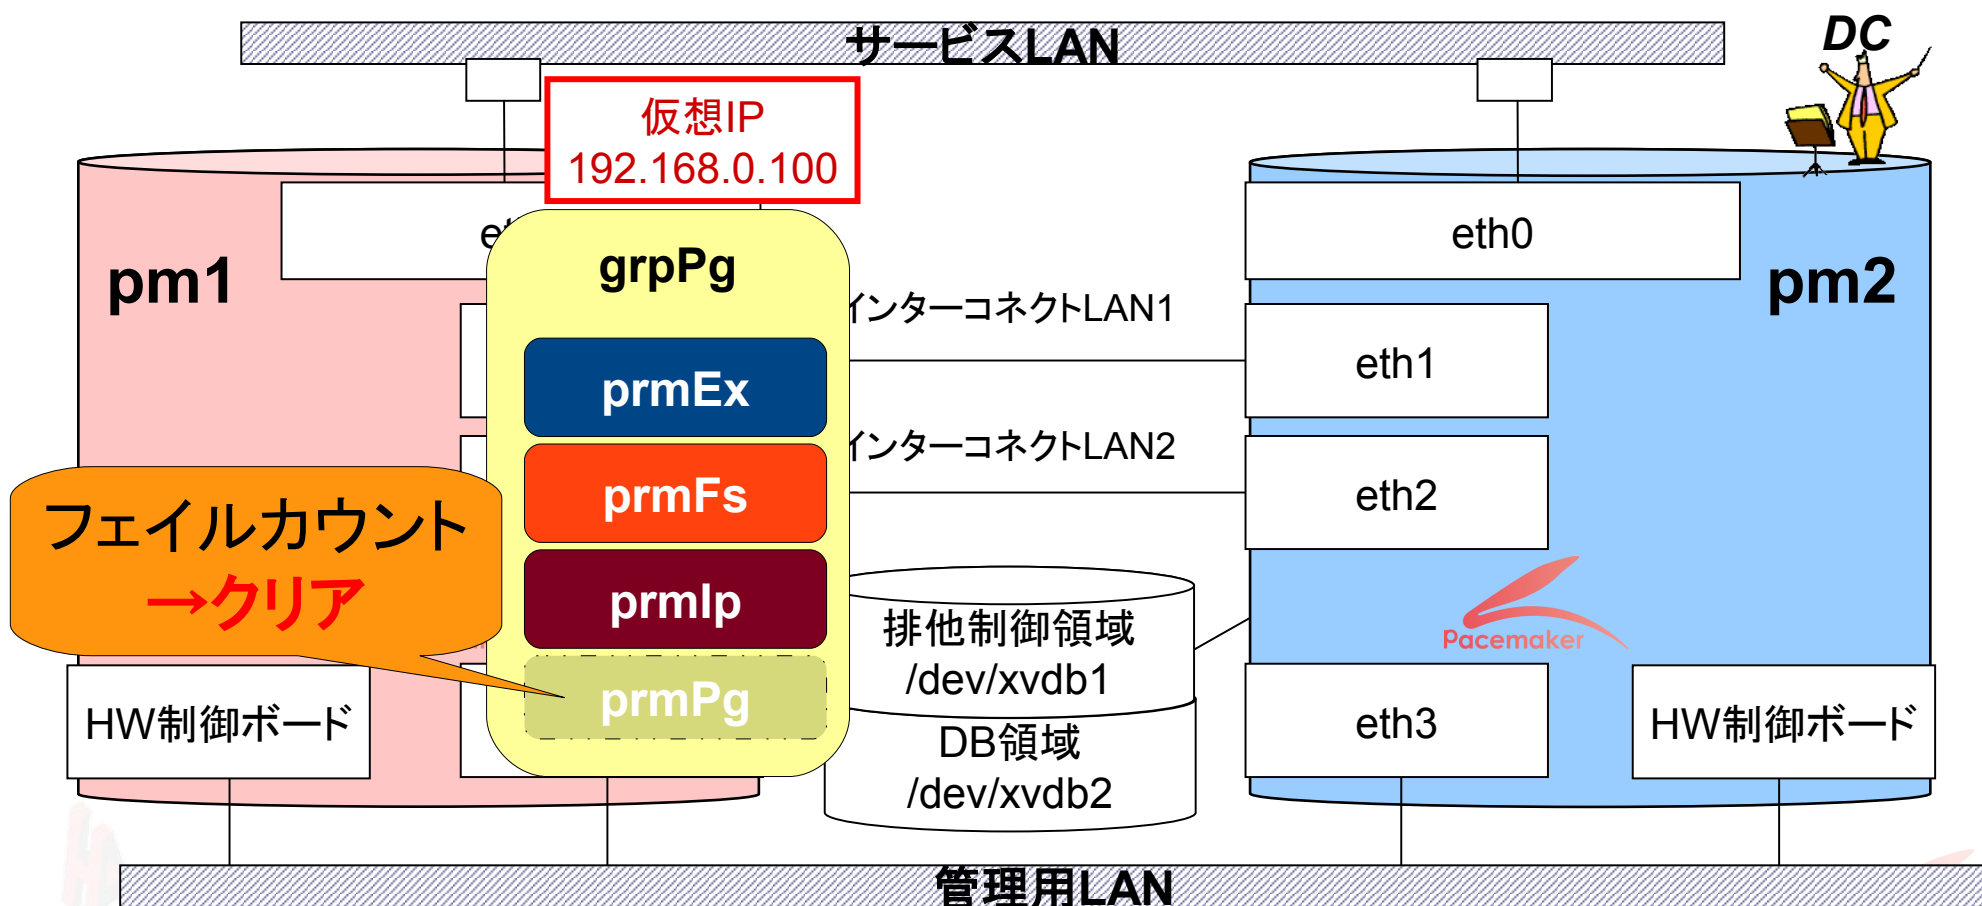 サービスLAN
DC
仮想IP
192.168.0.100
pm1
grpPg
eth0
pm2
インターコネクトLAN1
prmEx
eth1
インターコネクトLAN2
prmFs
eth2
フェイルカウント
→クリア
prmIp
排他制御領域
/dev/xvdb1
Pacemaker
HW制御ボード
prmPg
DB領域
/dev/xvdb2
eth3
HW制御ボード
管理用LAN